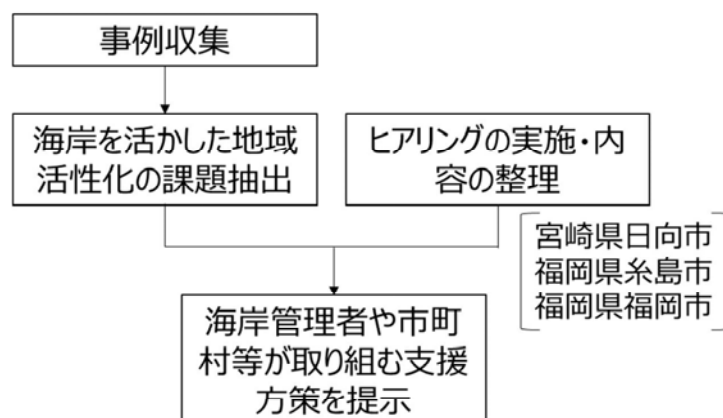 事例収集
海岸を活かした地域
活性化の課題抽出
ヒアリングの実施・内
容の整理
宮崎県日向市
福岡県糸島市
福岡県福岡市
海岸管理者や市町
村等が取り組む支援
方策を提示